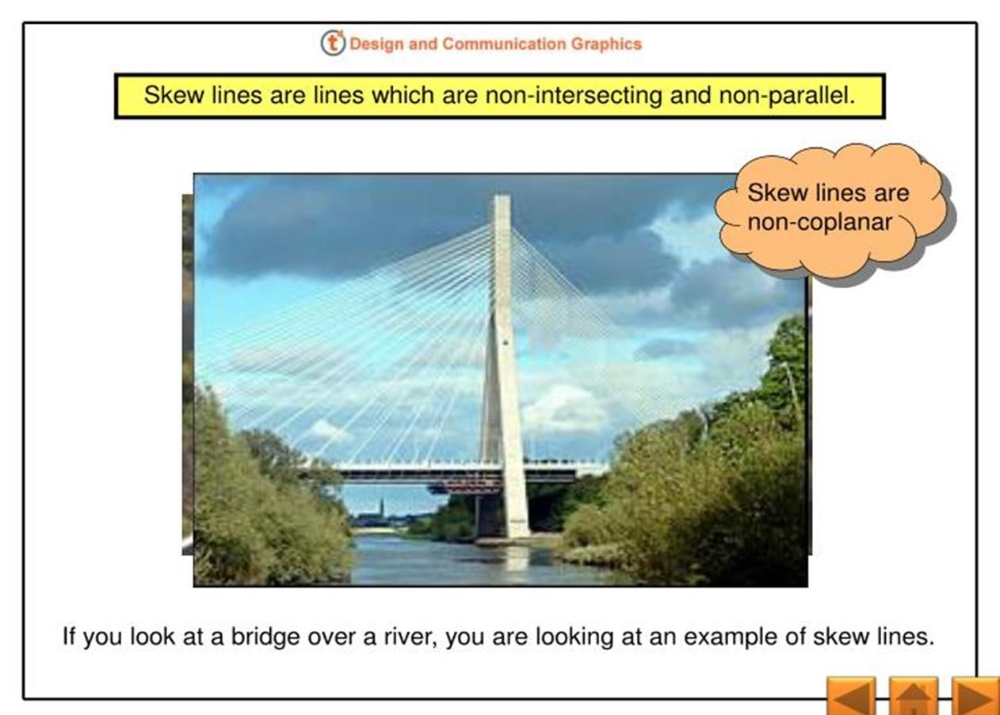 Design and Communication Graphics
Skew lines are lines which are non-intersecting and non-parallel.
Skew lines are
non-coplanar
If you look at a bridge over a river, you are looking at an example of skew lines.